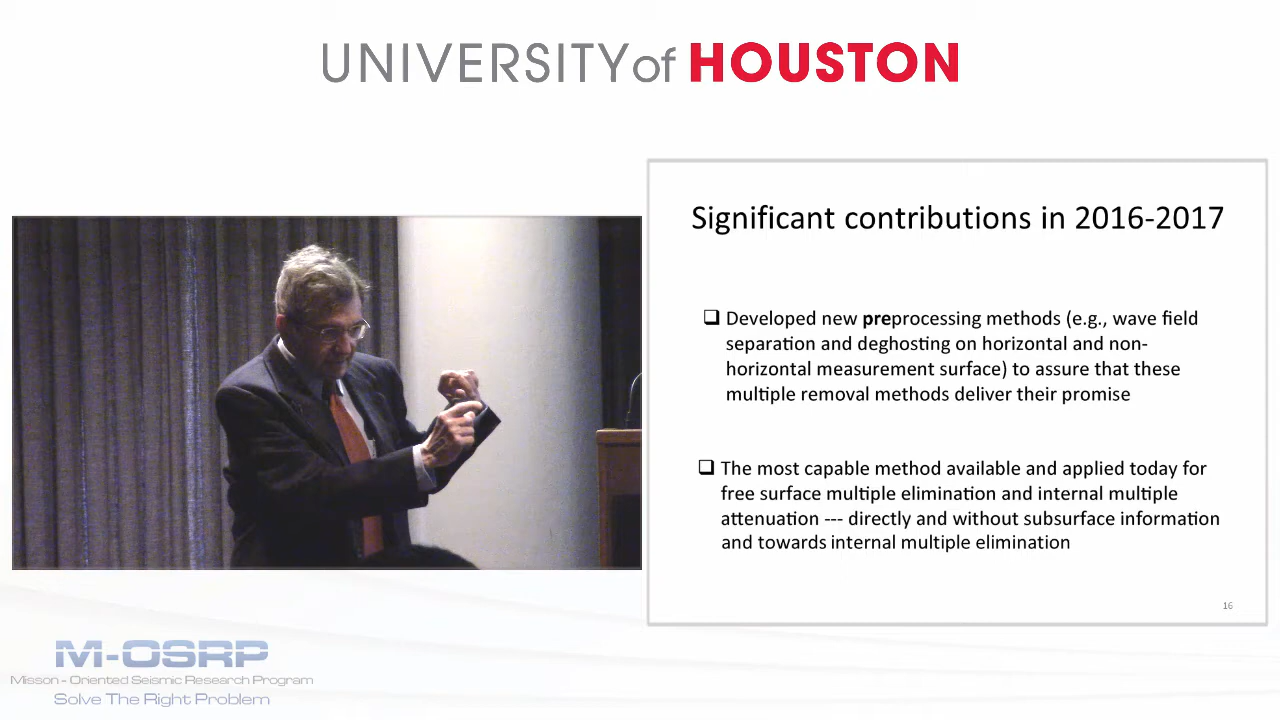 UNIVERSITY of HOUSTON
Significant contributions in 2016-2017
❑ Developed new preprocessing methods (e.g., wave field
separation and deghosting on horizontal and non-
horizontal measurement surface) to assure that these
multiple removal methods deliver their promise
❑ The most capable method available and applied today for
free surface multiple elimination and internal multiple
attenuation --- directly and without subsurface information
and towards internal multiple elimination
16
M-OSRP
Misson - Oriented Seismic Research Program
Solve The Right Problem